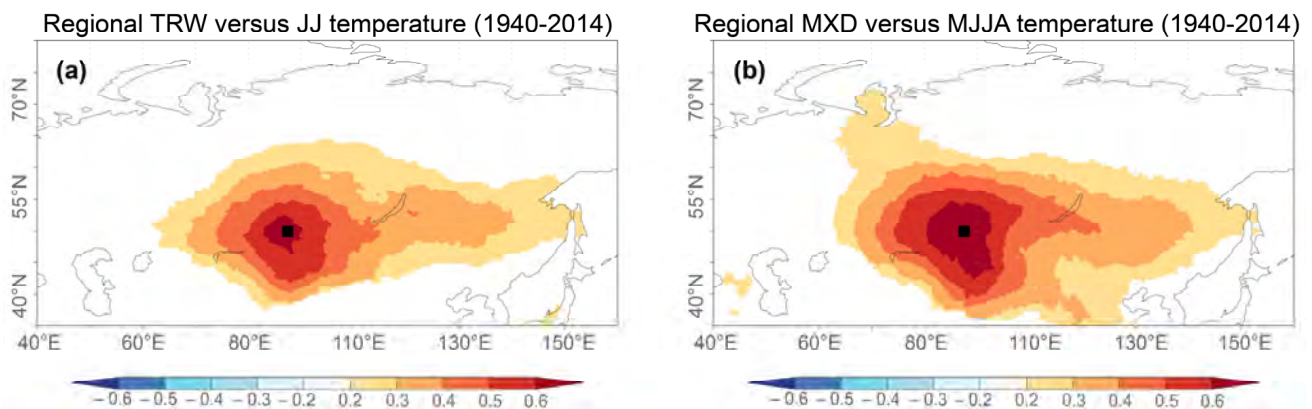 Regional TRW versus JJ temperature (1940-2014)
Regional MXD versus MJJA temperature (1940-2014)
(a)
(b)
70°N
55°N
40°N
70°N
55°N
40°N
40°E 60°E 80°E 110°E 130°E 150°E
40°E 60°E 80°E 110°E 130°E 150°E
−0.6 −0.5 −0.4 −0.3 −0.2 0.2 0.3 0.4 0.5 0.6
−0.6 −0.5 −0.4 −0.3 −0.2 0.2 0.3 0.4 0.5 0.6